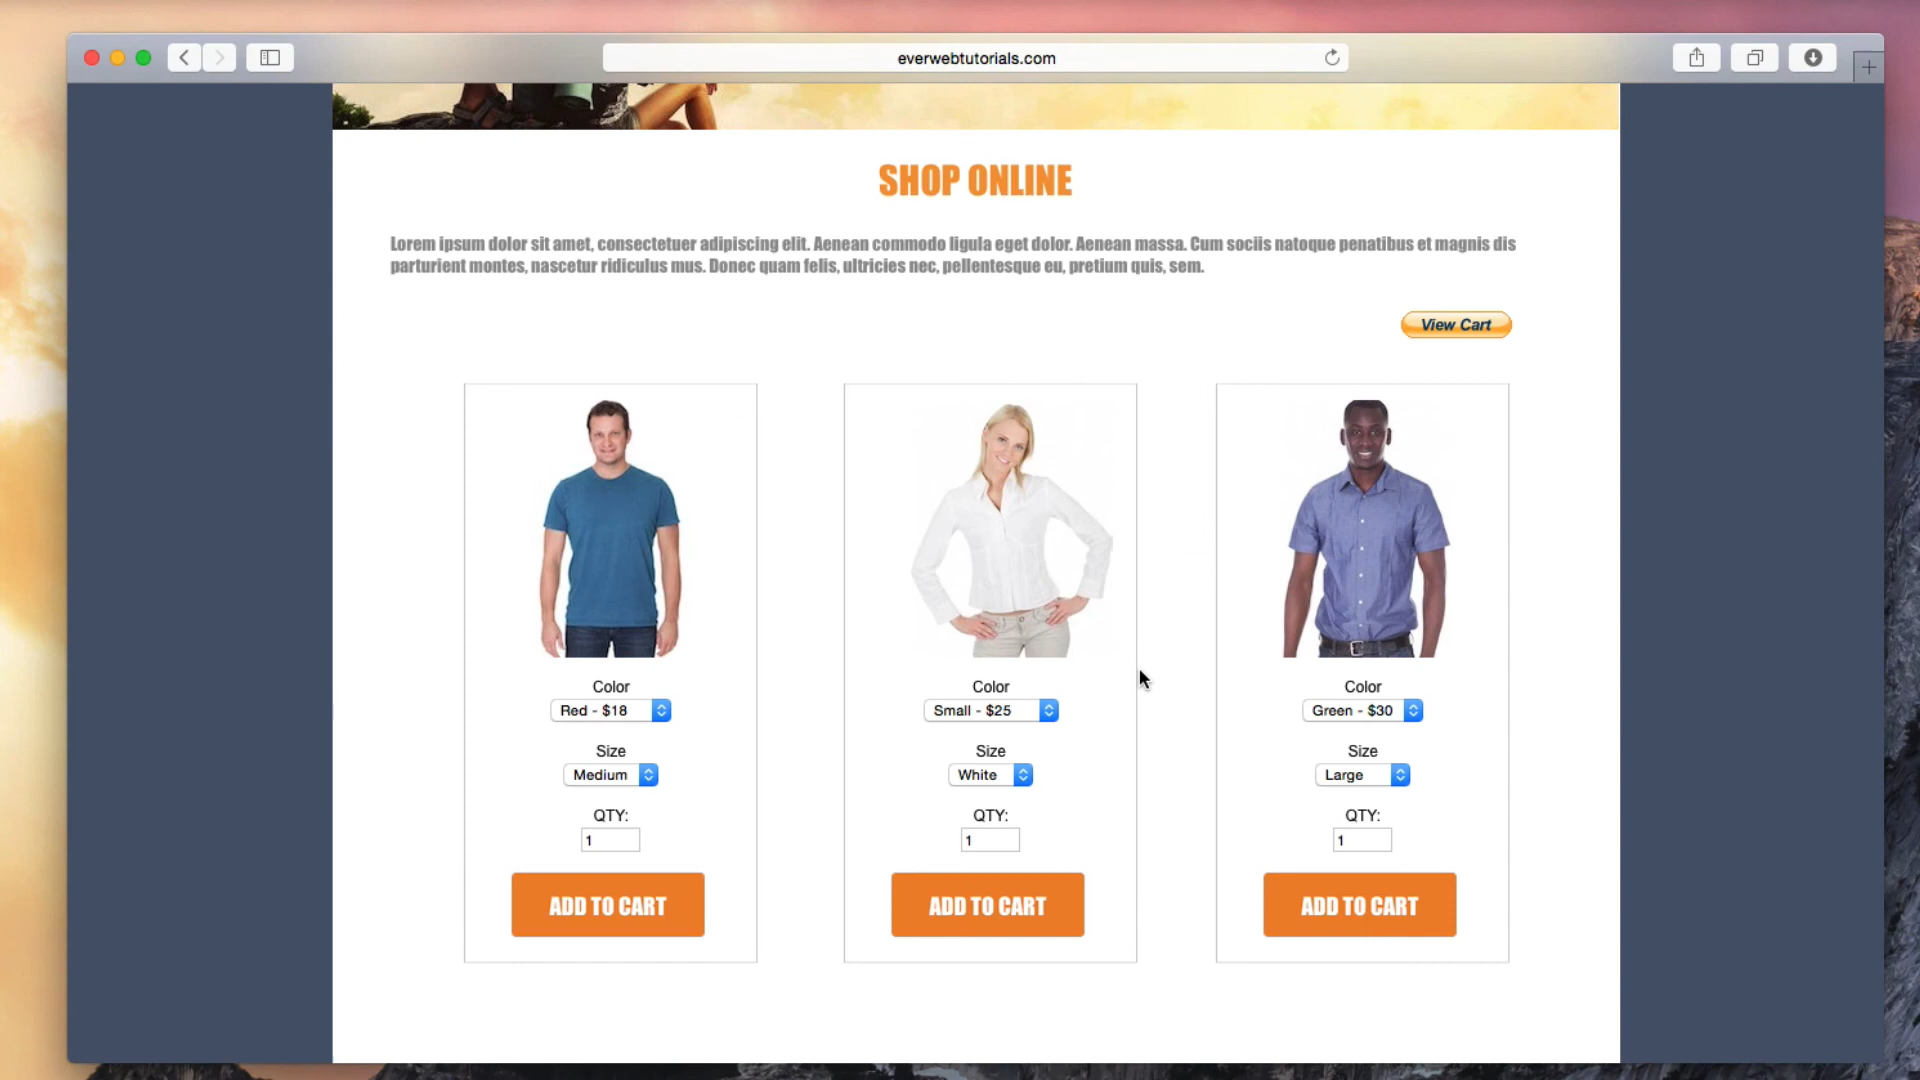 everwebtutorials.com
SHOP ONLINE
Lorem ipsum dolor sit amet, consectetuer adipiscing elit. Aenean commodo ligula eget dolor. Aenean massa. Cum sociis natoque penatibus et magnis dis
parturient montes, nascetur ridiculus mus. Donec quam felis, ultricies nec, pellentesque eu, pretium quis, sem.
View Cart
Color
Red - $18
Size
Medium
QTY:
1
ADD TO CART
Color
Small - $25
Size
White
QTY:
1
ADD TO CART
Color
Green - $30
Size
Large
QTY:
1
ADD TO CART